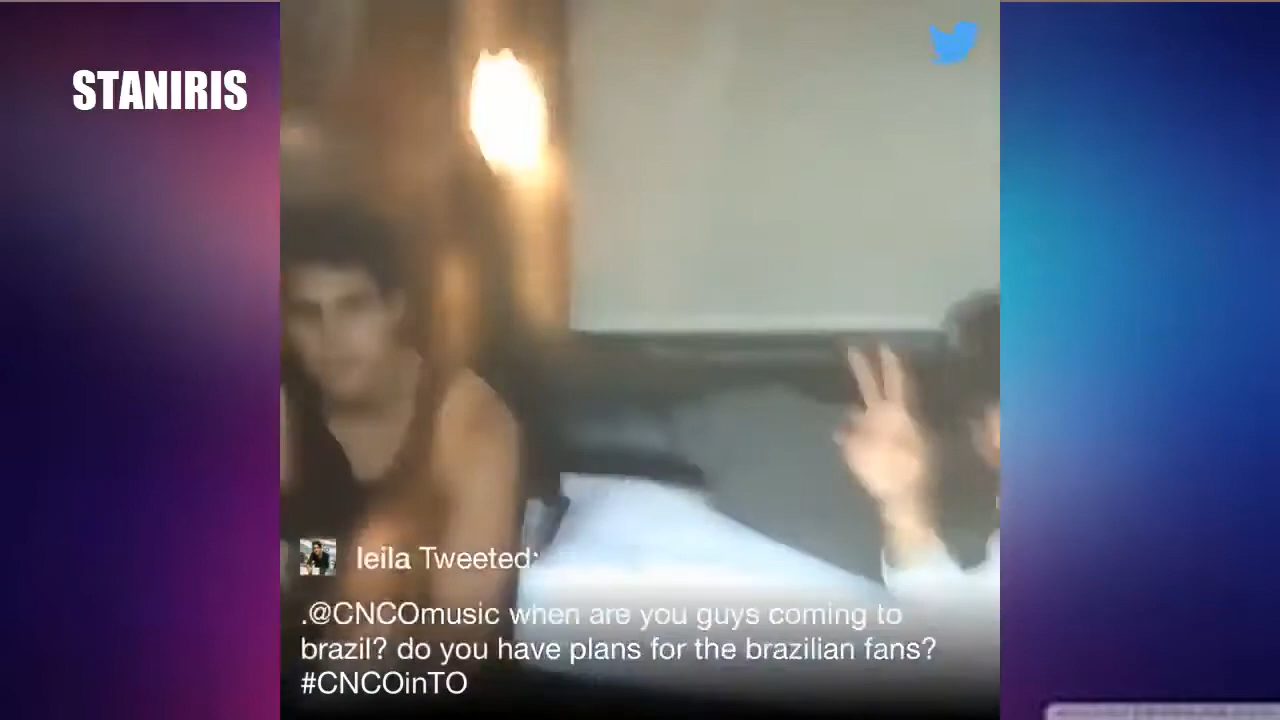 STANIRIS
leila Tweeted:
.@CNCOmusic when are you guys coming to
brazil? do you have plans for the brazilian fans?
#CNCOinTO